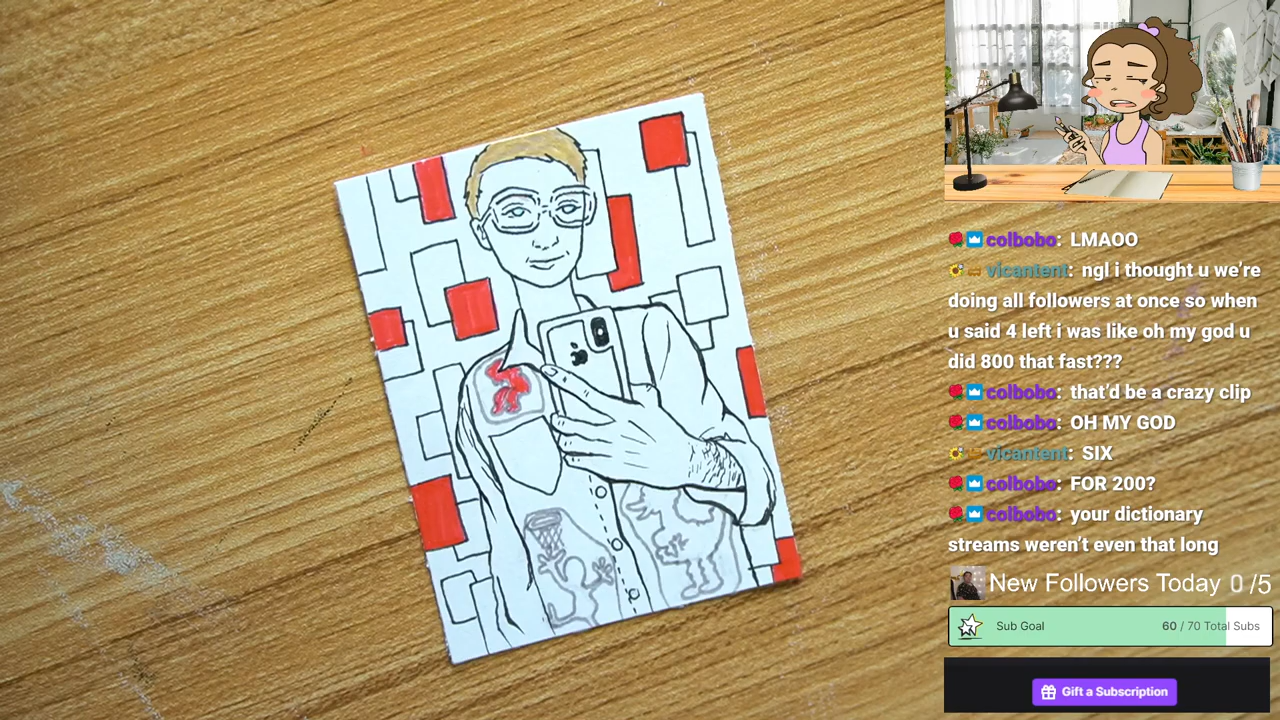 colbobo: LMAOO
vicantent: ngl i thought u we're
doing all followers at once so when
u said 4 left i was like oh my god u
did 800 that fast???
colbobo: that'd be a crazy clip
colbobo: OH MY GOD
vicantent: SIX
colbobo: FOR 200?
colbobo: your dictionary
streams weren't even that long
New Followers Today 0 /5
Sub Goal 60 / 70 Total Subs
Gift a Subscription